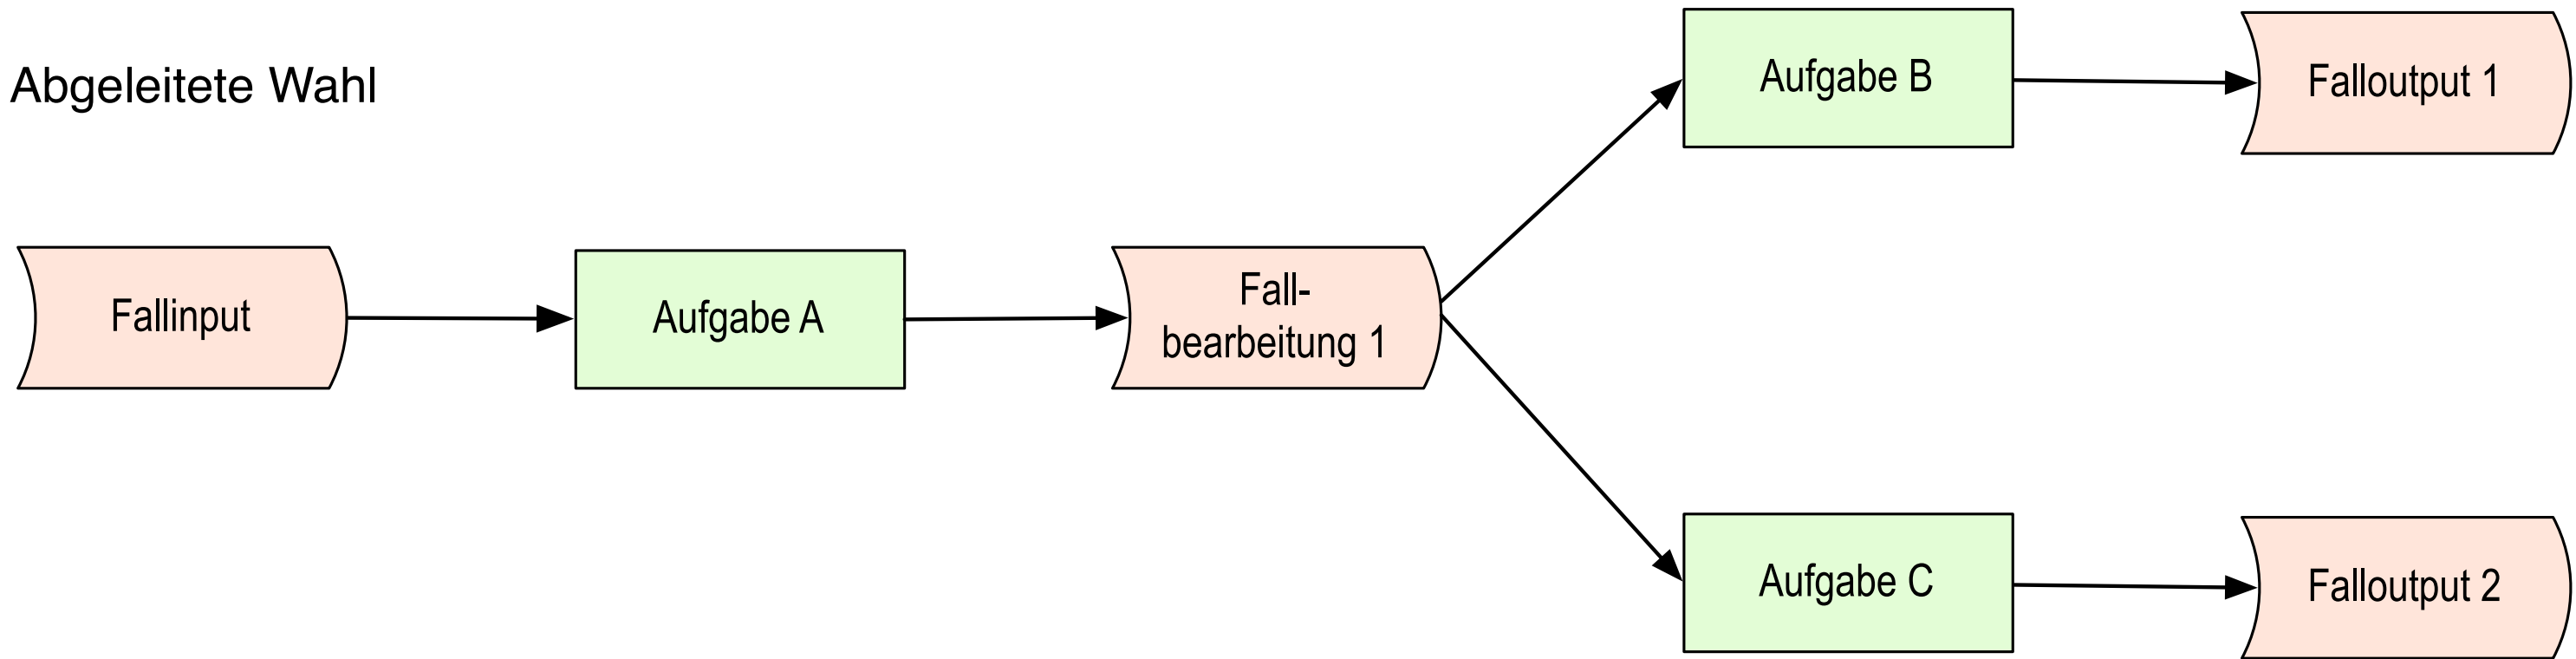 Abgeleitete Wahl
Fallinput
Aufgabe A
Fall-
bearbeitung 1
Aufgabe B
Falloutput 1
Aufgabe C
Falloutput 2